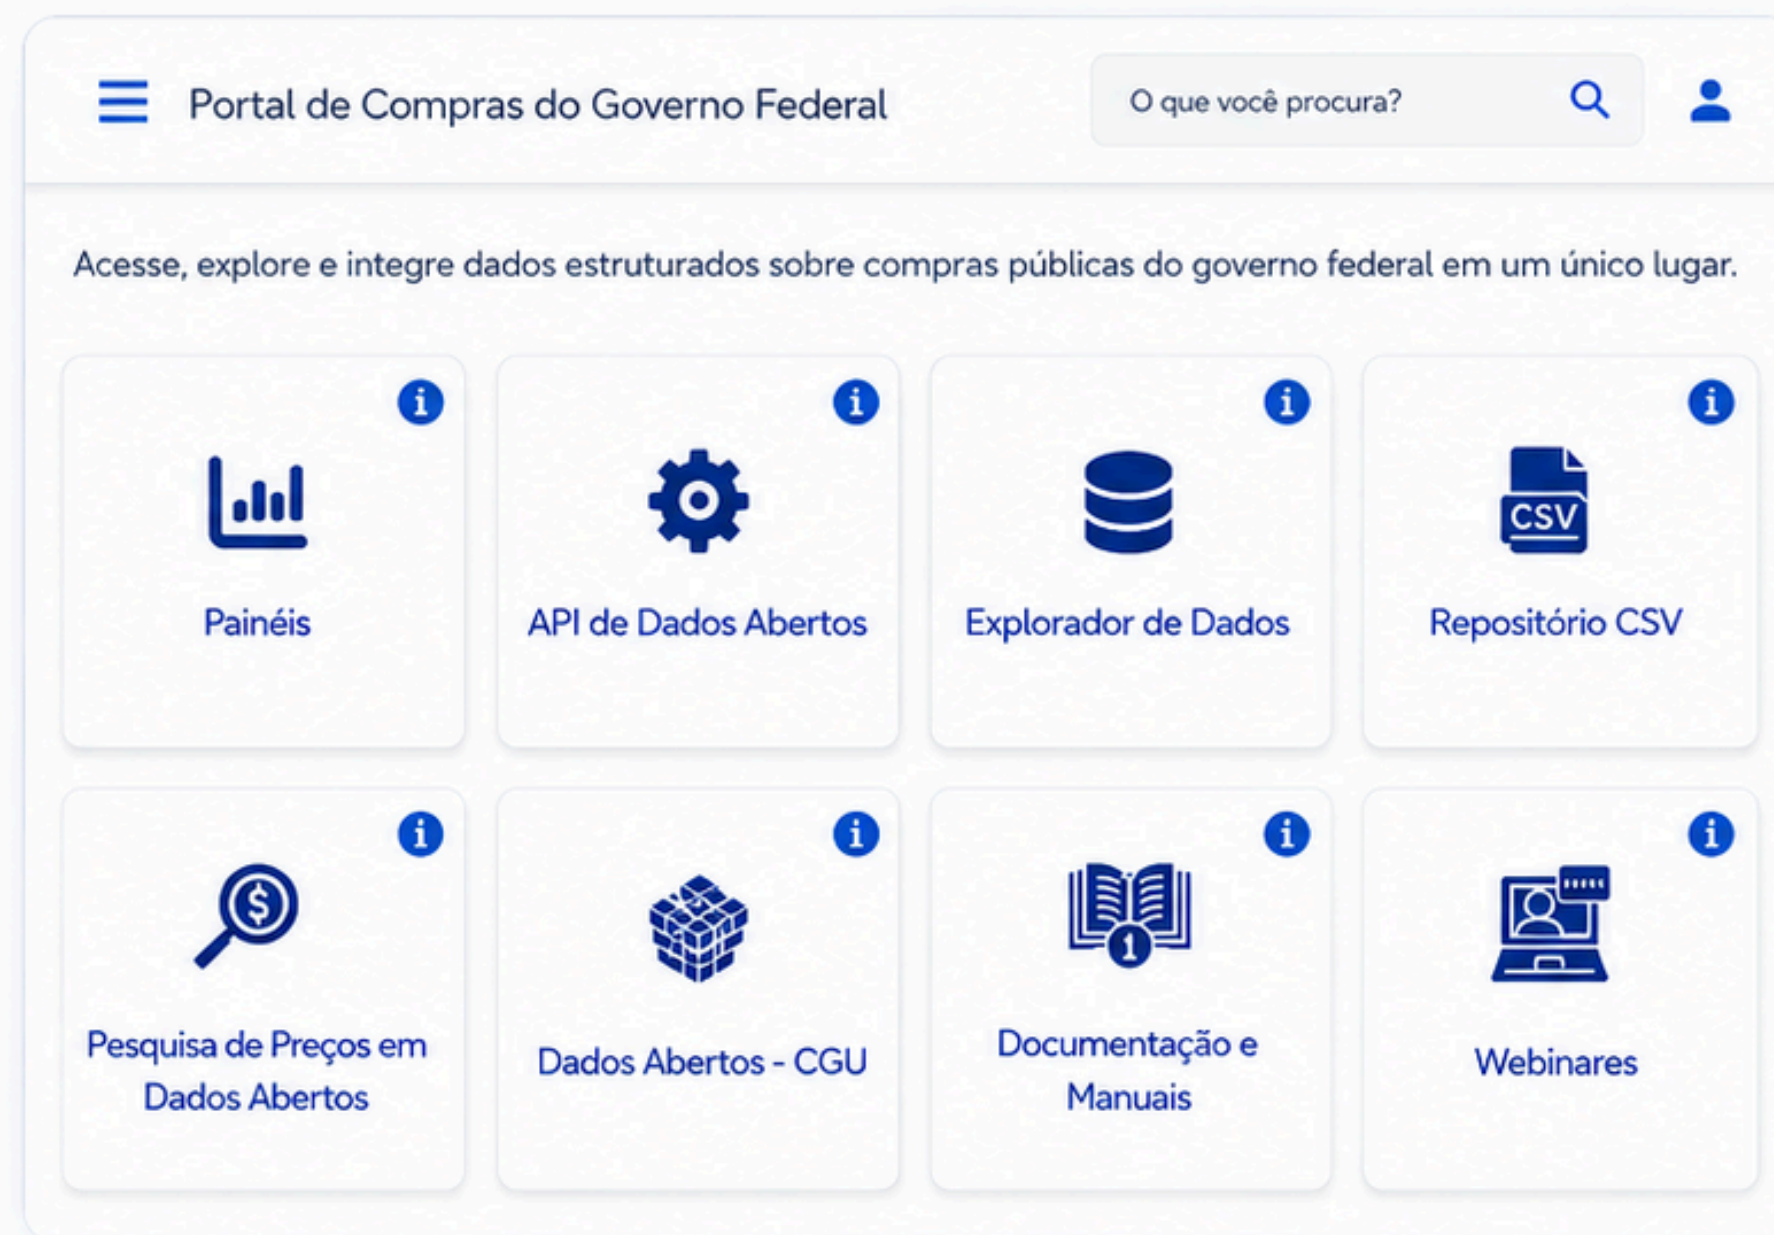 Portal de Compras do Governo Federal
O que você procura?
Acesse, explore e integre dados estruturados sobre compras públicas do governo federal em um único lugar.
i
i
i
i
CSV
Painéis
API de Dados Abertos
Explorador de Dados
Repositório CSV
i
i
i
i
$
1
Pesquisa de Preços em
Dados Abertos
Dados Abertos - CGU
Documentação e
Manuais
Webinares